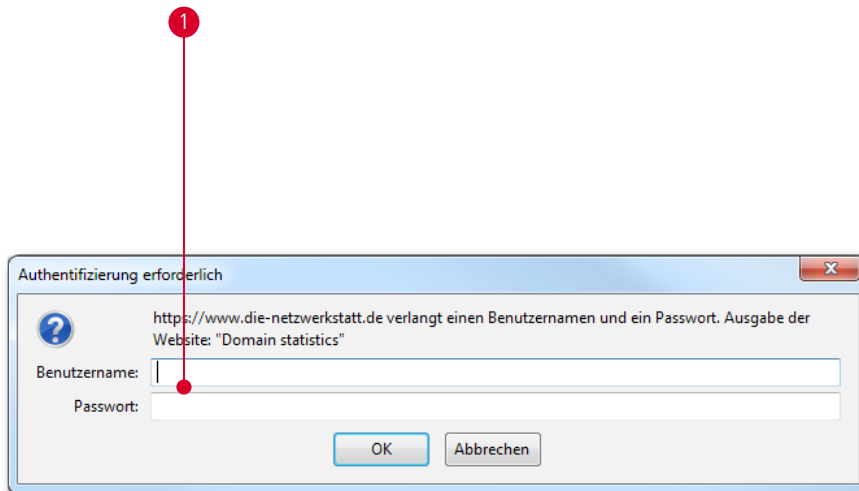 1
Authentifizierung erforderlich
https://www.die-netzwerkstatt.de verlangt einen Benutzernamen und ein Passwort. Ausgabe der
Website: "Domain statistics"
Benutzername:
Passwort:
OK Abbrechen